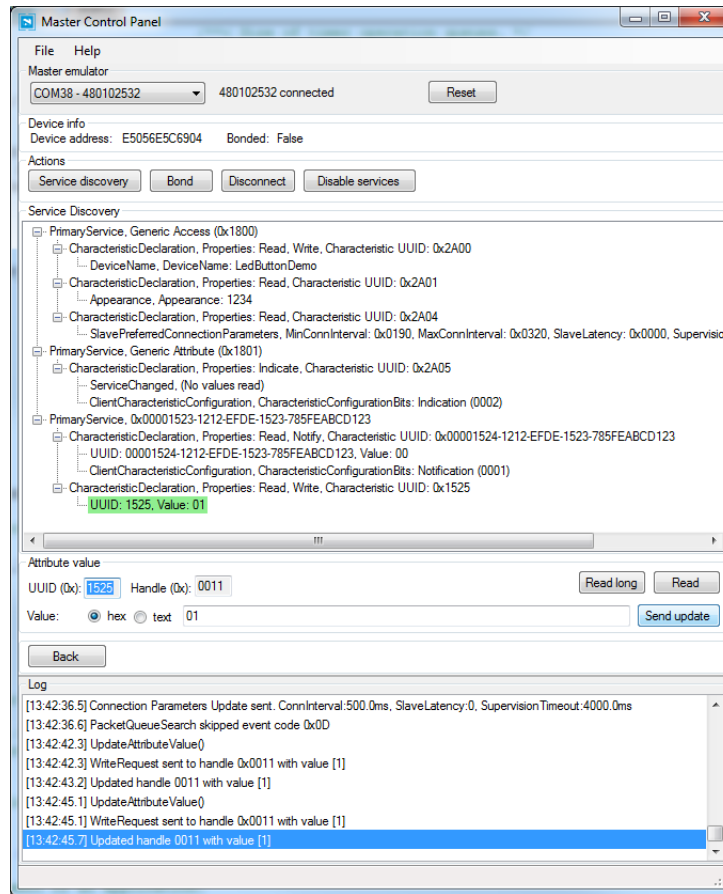 Master Control Panel
File Help
Master emulator
COM38 - 480102532 480102532 connected Reset
Device info
Device address: E5056E5C6904 Bonded: False
Actions
Service discovery Bond Disconnect Disable services
Service Discovery
PrimaryService, Generic Access (0x1800)
CharacteristicDeclaration, Properties: Read, Write, Characteristic UUID: 0x2A00
DeviceName, DeviceName: LedButtonDemo
CharacteristicDeclaration, Properties: Read, Characteristic UUID: 0x2A01
Appearance, Appearance: 1234
CharacteristicDeclaration, Properties: Read, Characteristic UUID: 0x2A04
SlavePreferredConnectionParameters, MinConnInterval: 0x0190, MaxConnInterval: 0x0320, SlaveLatency: 0x0000, Supervisio
PrimaryService, Generic Attribute (0x1801)
CharacteristicDeclaration, Properties: Indicate, Characteristic UUID: 0x2A05
ServiceChanged, (No values read)
ClientCharacteristicConfiguration, CharacteristicConfigurationBits: Indication (0002)
PrimaryService, 0x00001523-1212-EFDE-1523-785FEABCD123
CharacteristicDeclaration, Properties: Read, Notify, Characteristic UUID: 0x00001524-1212-EFDE-1523-785FEABCD123
UUID: 00001524-1212-EFDE-1523-785FEABCD123, Value: 00
ClientCharacteristicConfiguration, CharacteristicConfigurationBits: Notification (0001)
CharacteristicDeclaration, Properties: Read, Write, Characteristic UUID: 0x1525
UUID: 1525, Value: 01
Attribute value
UUID (0x): 1525 Handle (0x): 0011 Read long Read
Value: hex text 01 Send update
Back
Log
[13:42:36.5] Connection Parameters Update sent. ConnInterval:500.0ms, SlaveLatency:0, SupervisionTimeout:4000.0ms
[13:42:36.6] PacketQueueSearch skipped event code 0x0D
[13:42:42.3] UpdateAttributeValue()
[13:42:42.3] WriteRequest sent to handle 0x0011 with value [1]
[13:42:43.2] Updated handle 0011 with value [1]
[13:42:45.1] UpdateAttributeValue()
[13:42:45.1] WriteRequest sent to handle 0x0011 with value [1]
[13:42:45.7] Updated handle 0011 with value [1]